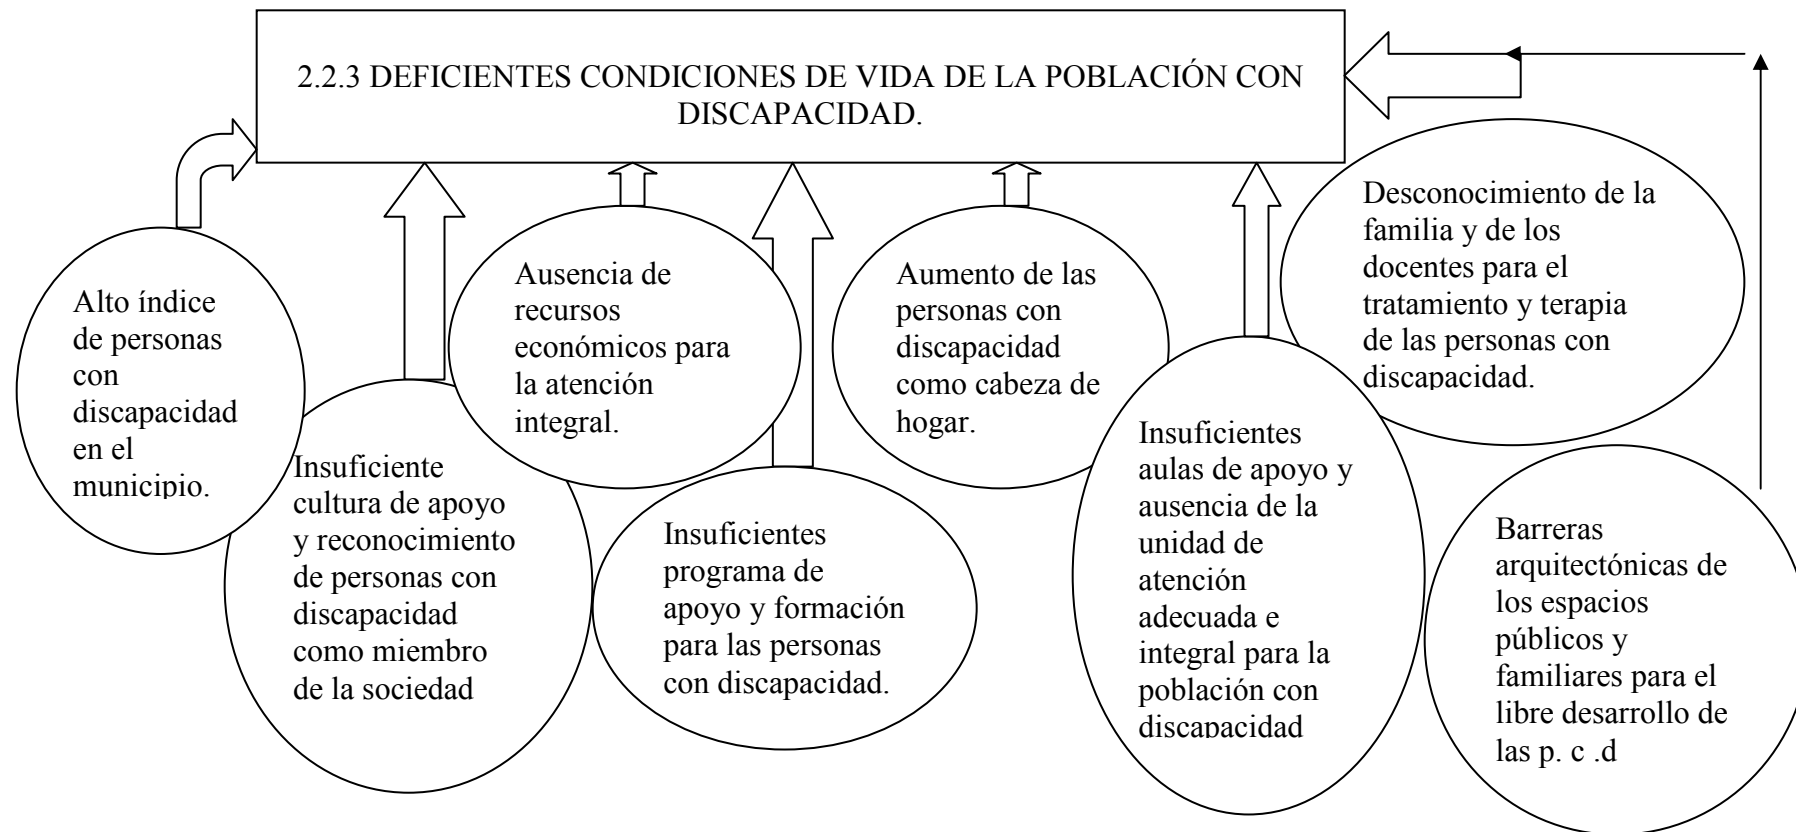 2.2.3 DEFICIENTES CONDICIONES DE VIDA DE LA POBLACIÓN CON
DISCAPACIDAD.
Alto índice
de personas
con
discapacidad
en el
municipio.
Insuficiente
cultura de apoyo
y reconocimiento
de personas con
discapacidad
como miembro
de la sociedad
Ausencia de
recursos
económicos para
la atención
integral.
Insuficientes
programa de
apoyo y formación
para las personas
con discapacidad.
Aumento de las
personas con
discapacidad
como cabeza de
hogar.
Insuficientes
aulas de apoyo y
ausencia de la
unidad de
atención
adecuada e
integral para la
población con
discapacidad
Desconocimiento de la
familia y de los
docentes para el
tratamiento y terapia
de las personas con
discapacidad.
Barreras
arquitectónicas de
los espacios
públicos y
familiares para el
libre desarrollo de
las p. c .d